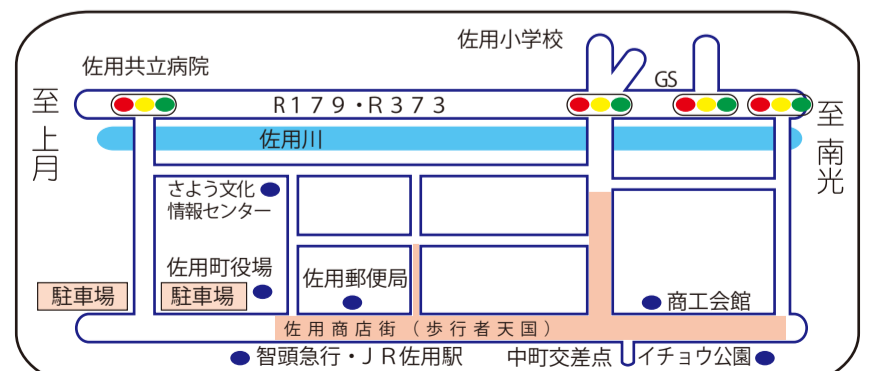 佐用小学校
佐用共立病院
GS
至上月
R179・R373
至南光
佐用川
さよう文化
情報センター
佐用町役場
佐用郵便局
駐車場
駐車場
商工会館
佐用商店街(歩行者天国)
智頭急行・JR佐用駅
中町交差点
イチョウ公園